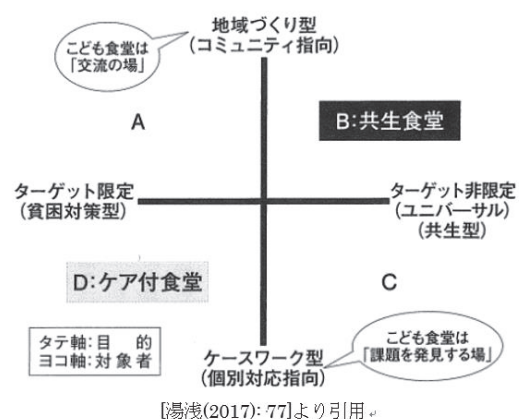 地域づくり型
(コミュニティ指向)
こども食堂は
「交流の場」
A
B:共生食堂
ターゲット限定
(貧困対策型)
ターゲット非限定
(ユニバーサル)
(共生型)
D:ケア付食堂
C
タテ軸:目　的
ヨコ軸:対象者
ケースワーク型
(個別対応指向)
こども食堂は
「課題を発見する場」
[湯浅(2017):77]より引用